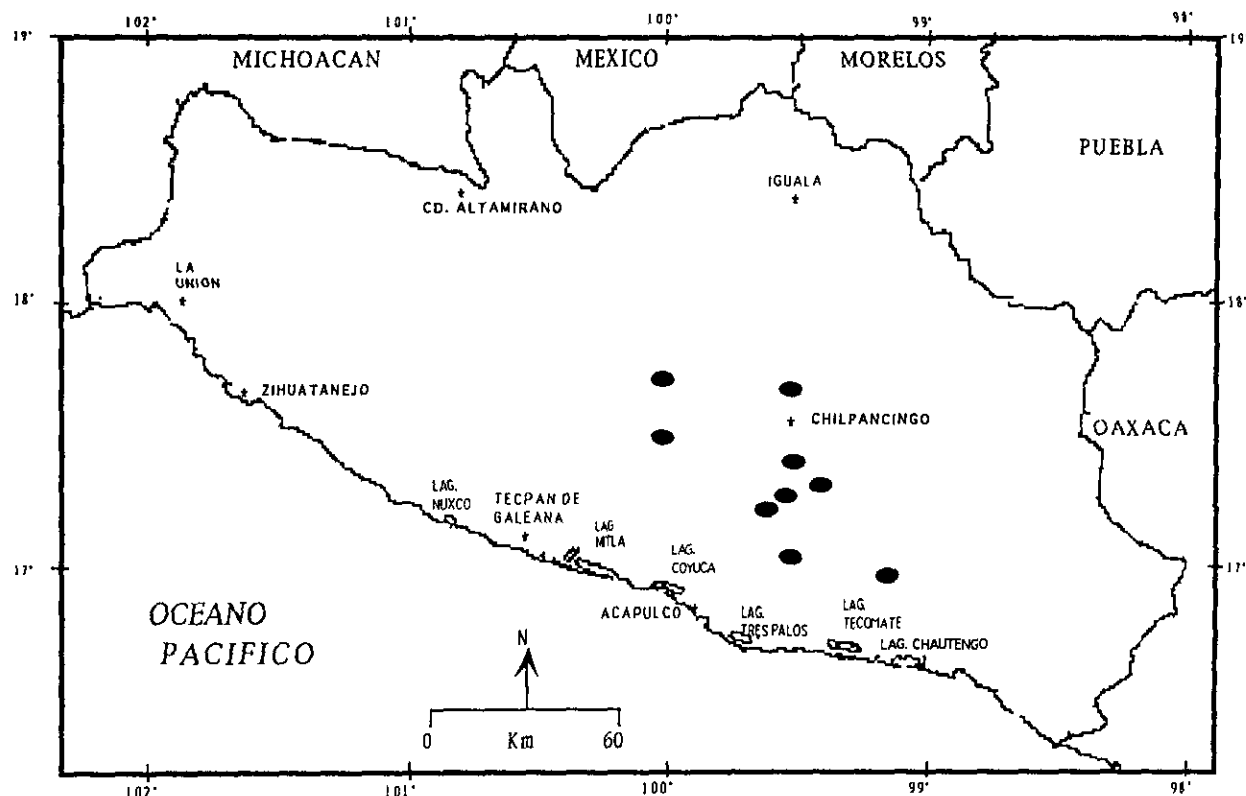 102° 101° 100° 99° 98°
19° 19°
MICHOACAN MEXICO MORELOS
PUEBLA
IGUALA
CD. ALTAMIRANO
LA
UNION
18° 18°
ZIHUATANEJO
CHILPANCINGO
OAXACA
LAG.
NUXCO
TECPAN DE
GALEANA
LAG
MITLA
LAG.
COYUCA
17° 17°
ACAPULCO
LAG.
TRES PALOS
LAG.
TECOMATE
LAG. CHAUTENGO
OCEANO
PACIFICO
N
0 Km 60
102° 101° 100° 99° 98°